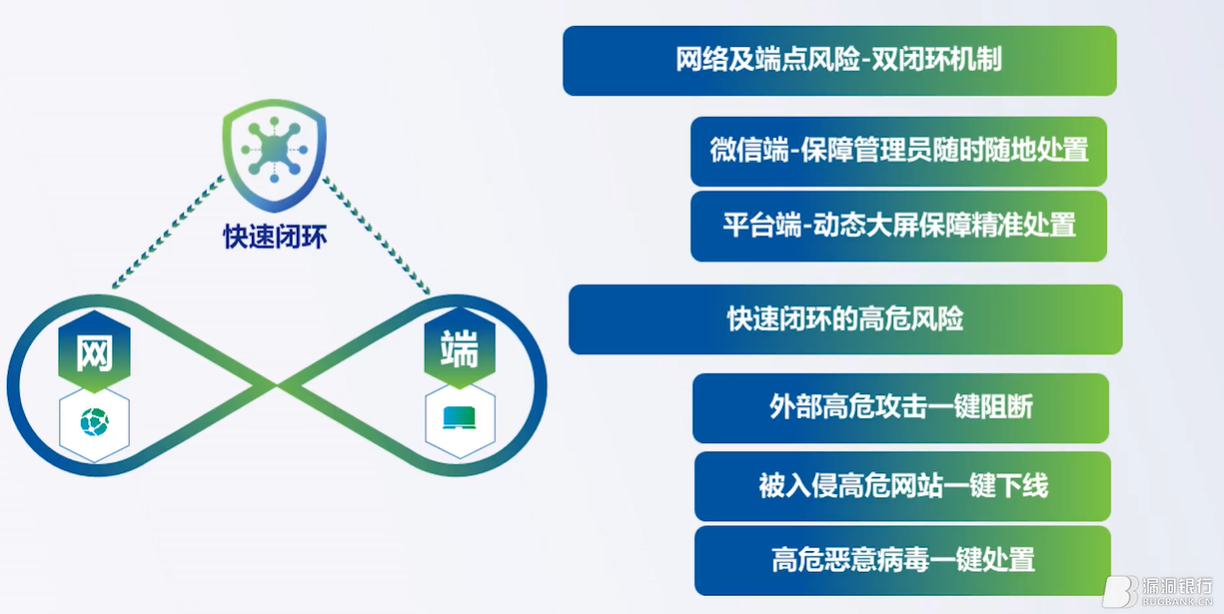 网络及端点风险-双闭环机制
微信端-保障管理员随时随地处置
平台端-动态大屏保障精准处置
快速闭环
网
端
快速闭环的高危风险
外部高危攻击一键阻断
被入侵高危网站一键下线
高危恶意病毒一键处置
漏洞银行
BUGBANK.CN